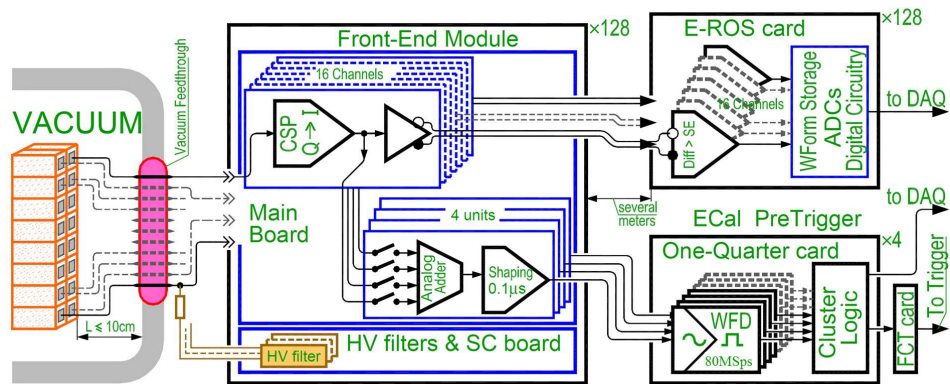 VACUUM
Vacuum Feedthrough
L ⩽ 10cm
Front-End Module
×128
16 Channels
CSP
Q -> I
Main
Board
4 units
Analog
Adder
Shaping
0.1µs
HV filter
HV filters & SC board
several
meters
E-ROS card
×128
16 Channels
Diff > SE
WForm Storage
ADCs
Digital Circuitry
to DAQ
ECal PreTrigger
to DAQ
One-Quarter card
×4
WFD
80MSps
Cluster
Logic
FCT card
To Trigger